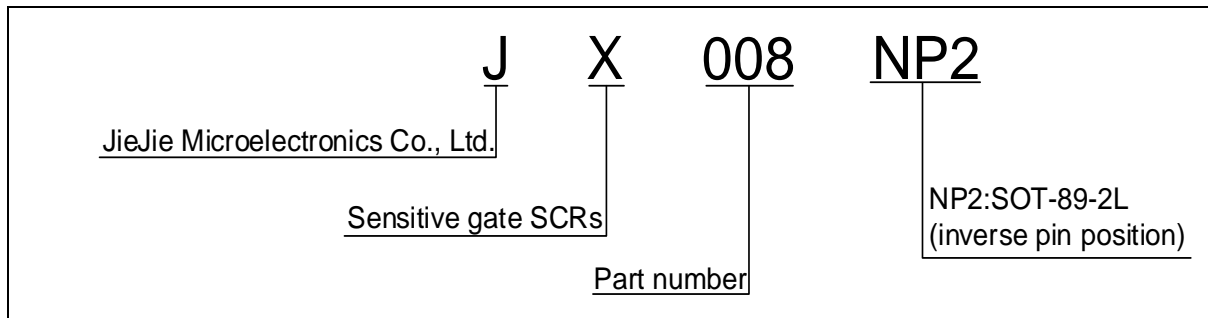 J X 008 NP2
JieJie Microelectronics Co., Ltd.
Sensitive gate SCRs
NP2:SOT-89-2L
(inverse pin position)
Part number